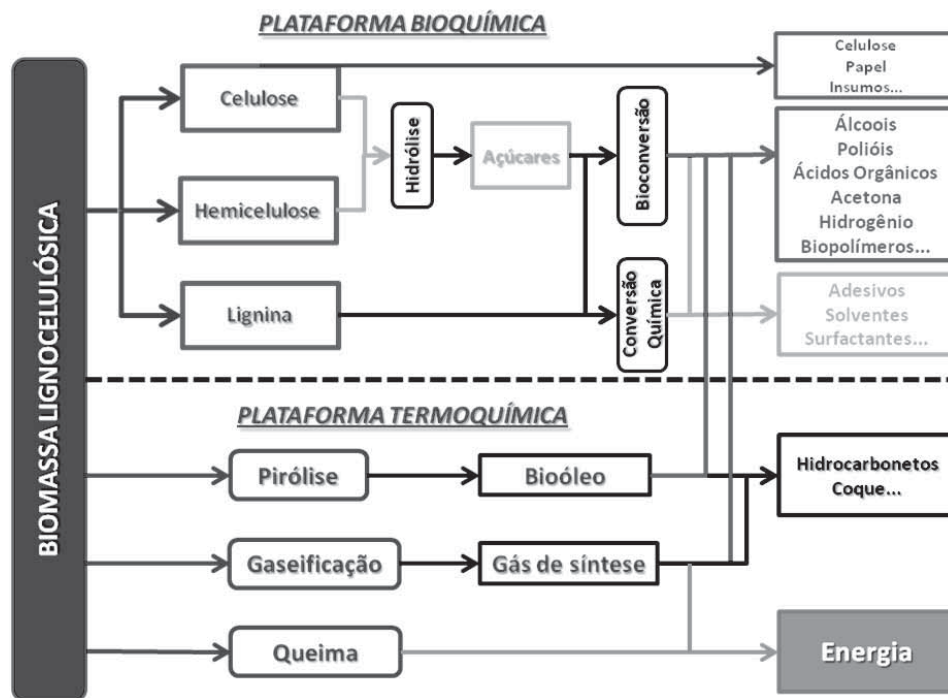 PLATAFORMA BIOQUÍMICA
BIOMASSA LIGNOCELULÓSICA
Celulose
Hemicelulose
Lignina
Hidrólise
Açúcares
Bioconversão
Conversão
Química
Celulose
Papel
Insumos...
Álcoois
Polióis
Ácidos Orgânicos
Acetona
Hidrogênio
Biopolímeros...
Adesivos
Solventes
Surfactantes...
PLATAFORMA TERMOQUÍMICA
Pirólise
Bioóleo
Hidrocarbonetos
Coque...
Gaseificação
Gás de síntese
Queima
Energia